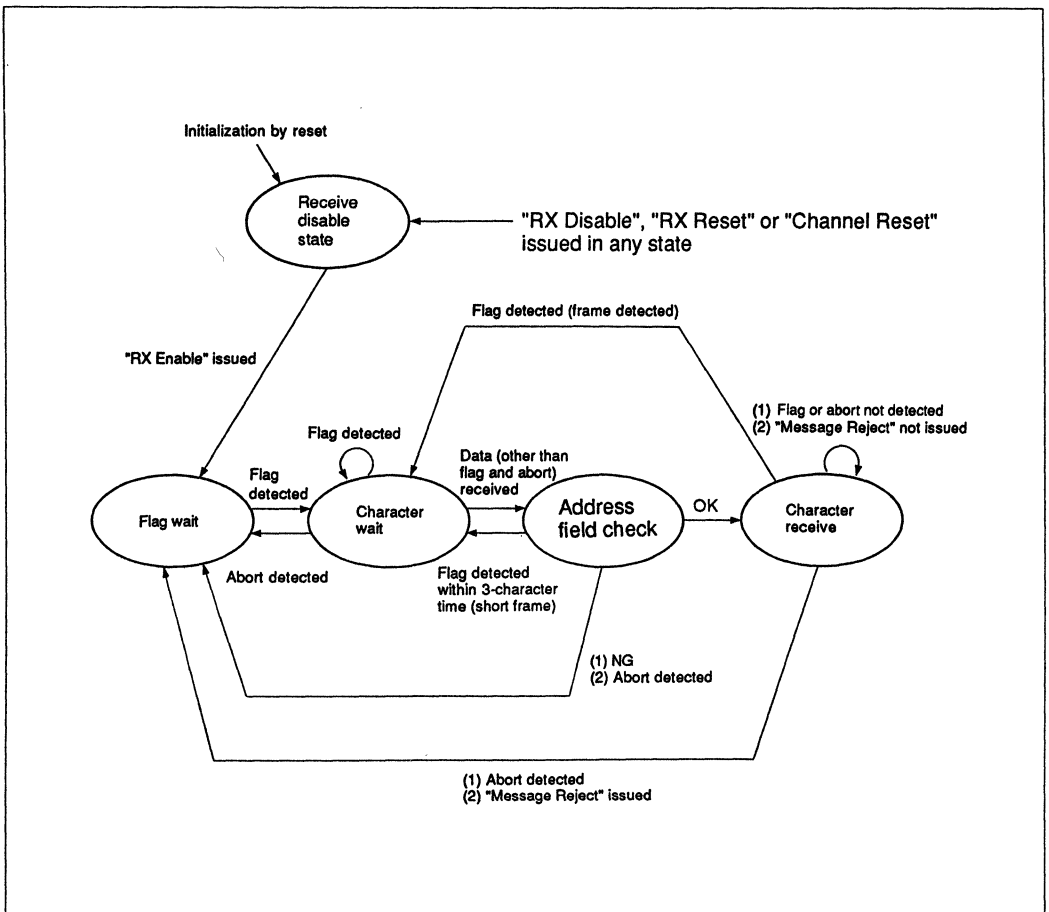 Initialization by reset
Receive
disable
state
"RX Disable", "RX Reset" or "Channel Reset"
issued in any state
Flag detected (frame detected)
"RX Enable" issued
(1) Flag or abort not detected
(2) "Message Reject" not issued
Flag detected
Flag
detected
Data (other than
flag and abort)
received
Flag wait
Character
wait
Address
field check
OK
Character
receive
Abort detected
Flag detected
within 3-character
time (short frame)
(1) NG
(2) Abort detected
(1) Abort detected
(2) "Message Reject" issued